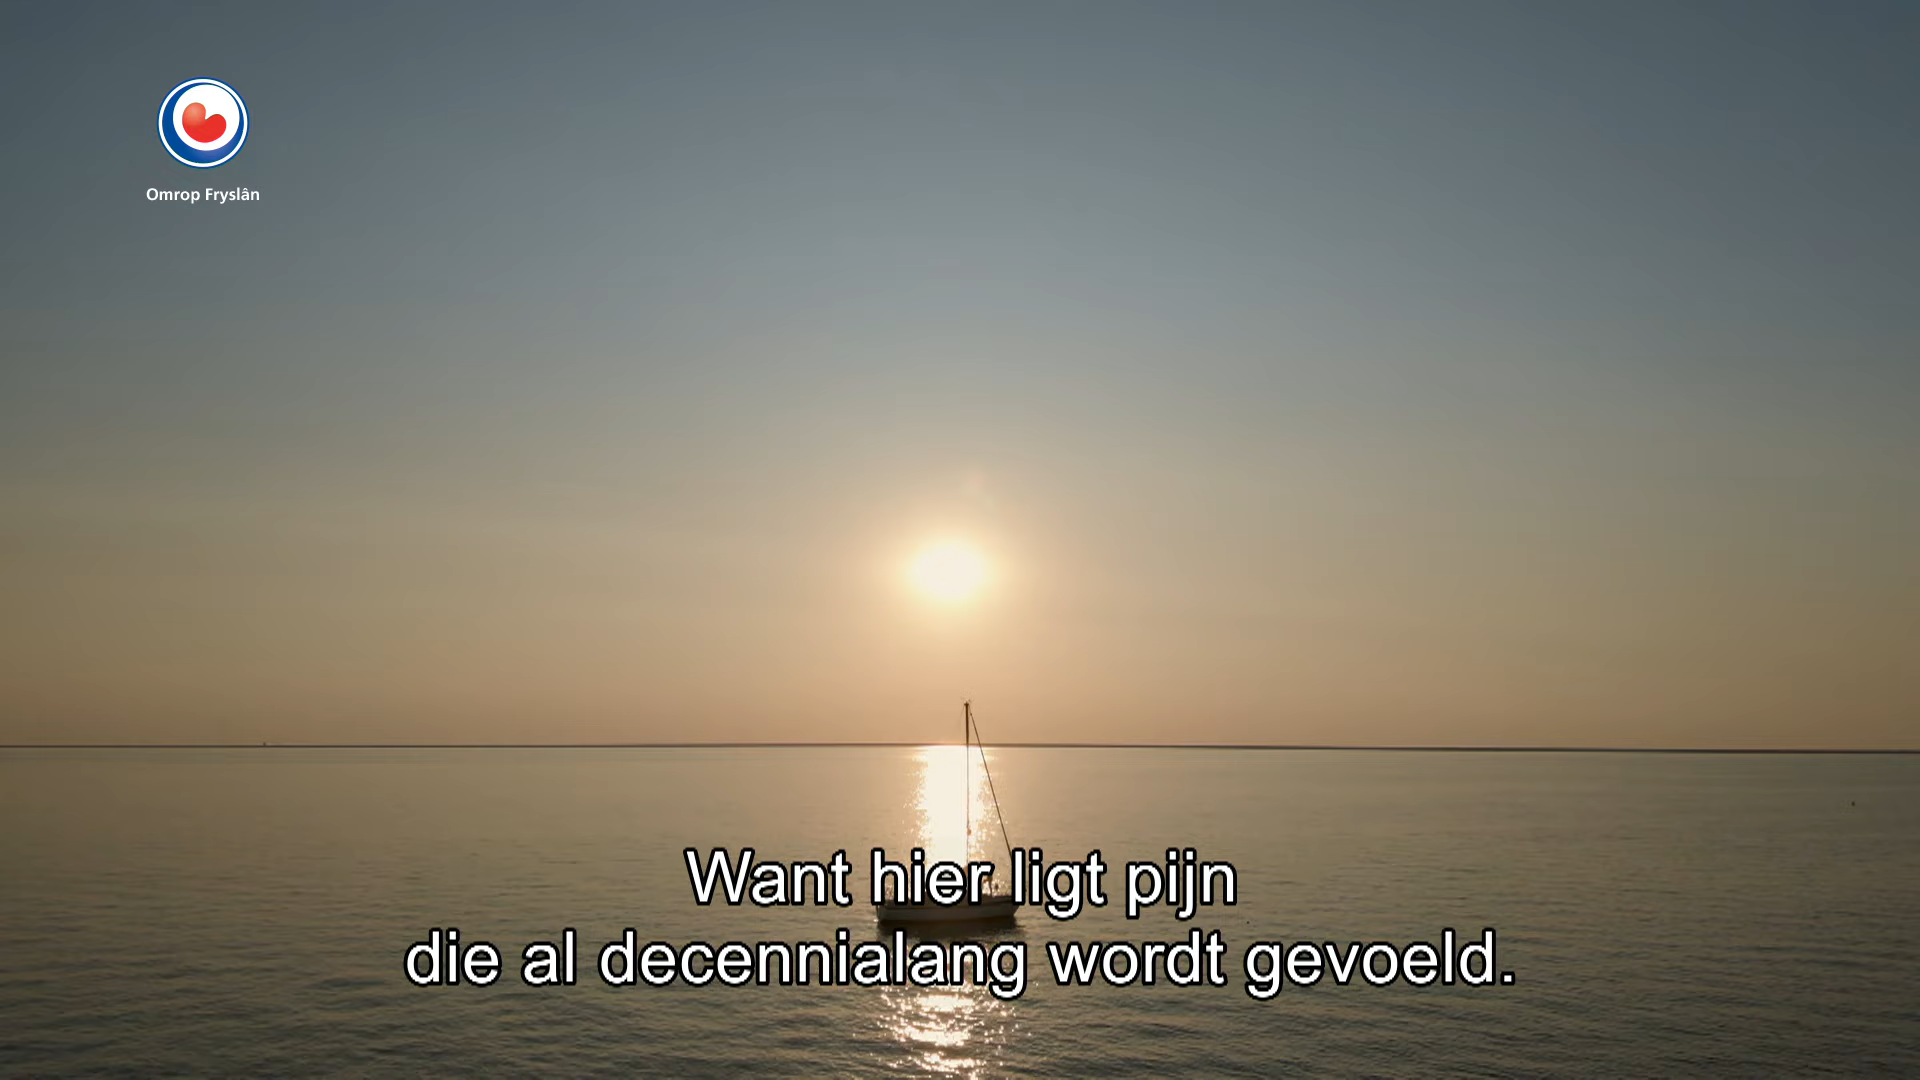 Omrop Fryslân
Want hier ligt pijn
die al decennialang wordt gevoeld.